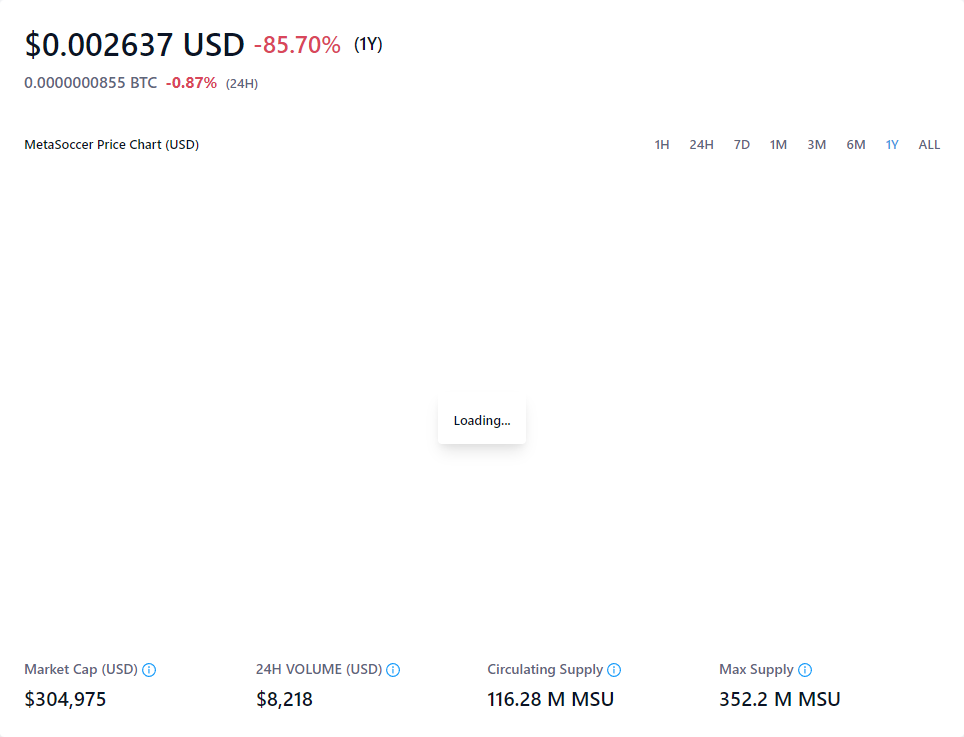 $0.002637 USD -85.70% (1Y)
0.0000000855 BTC -0.87% (24H)
MetaSoccer Price Chart (USD) 1H 24H 7D 1M 3M 6M 1Y ALL
Loading...
Market Cap (USD) 24H VOLUME (USD) Circulating Supply Max Supply
$304,975 $8,218 116.28 M MSU 352.2 M MSU